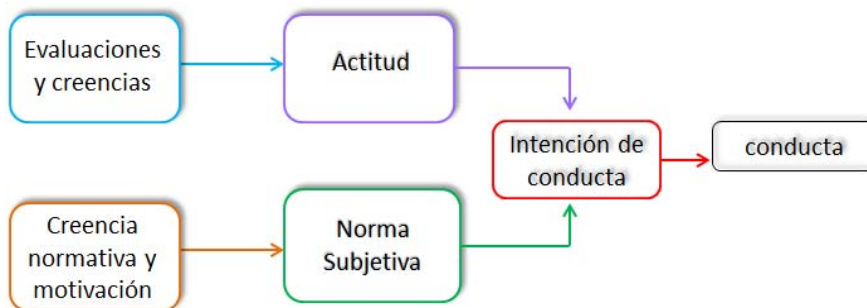 Evaluaciones
y creencias
Actitud
Intención de
conducta
conducta
Creencia
normativa y
motivación
Norma
Subjetiva